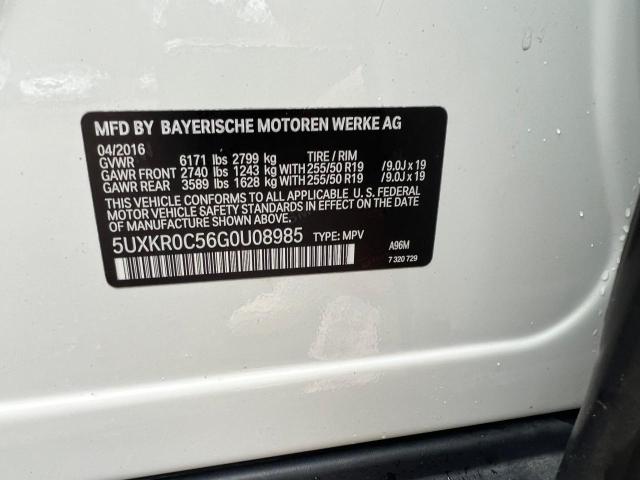 MFD BY BAYERISCHE MOTOREN WERKE AG
04/2016
GVWR 6171 lbs 2799 kg TIRE / RIM
GAWR FRONT 2740 lbs 1243 kg WITH 255/50 R19 /9.0J x 19
GAWR REAR 3589 lbs 1628 kg WITH 255/50 R19 /9.0J x 19
THIS VEHICLE CONFORMS TO ALL APPLICABLE U. S. FEDERAL
MOTOR VEHICLE SAFETY STANDARDS IN EFFECT ON THE DATE
OF MANUFACTURE SHOWN ABOVE.
5UXKR0C56G0U08985 TYPE: MPV
A96M
7 320 729